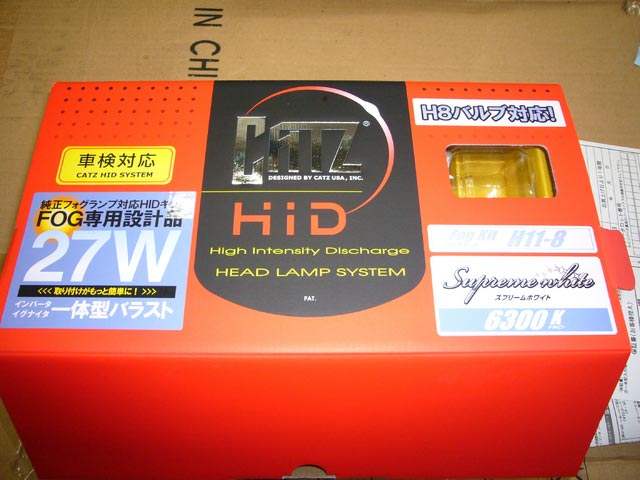 IN CHI
CATZ®
DESIGNED BY CATZ USA, INC.
HiD
High Intensity Discharge
HEAD LAMP SYSTEM
PAT.
車検対応
CATZ HID SYSTEM
純正フォグランプ対応HIDキ
FOG専用設計品
27W
<<< 取り付けがもっと簡単に! >>>
インバータ
イグナイタ
一体型バラスト
H8バルブ対応!
Fog Kit H11-8
Supreme white
スプリームホワイト
6300K